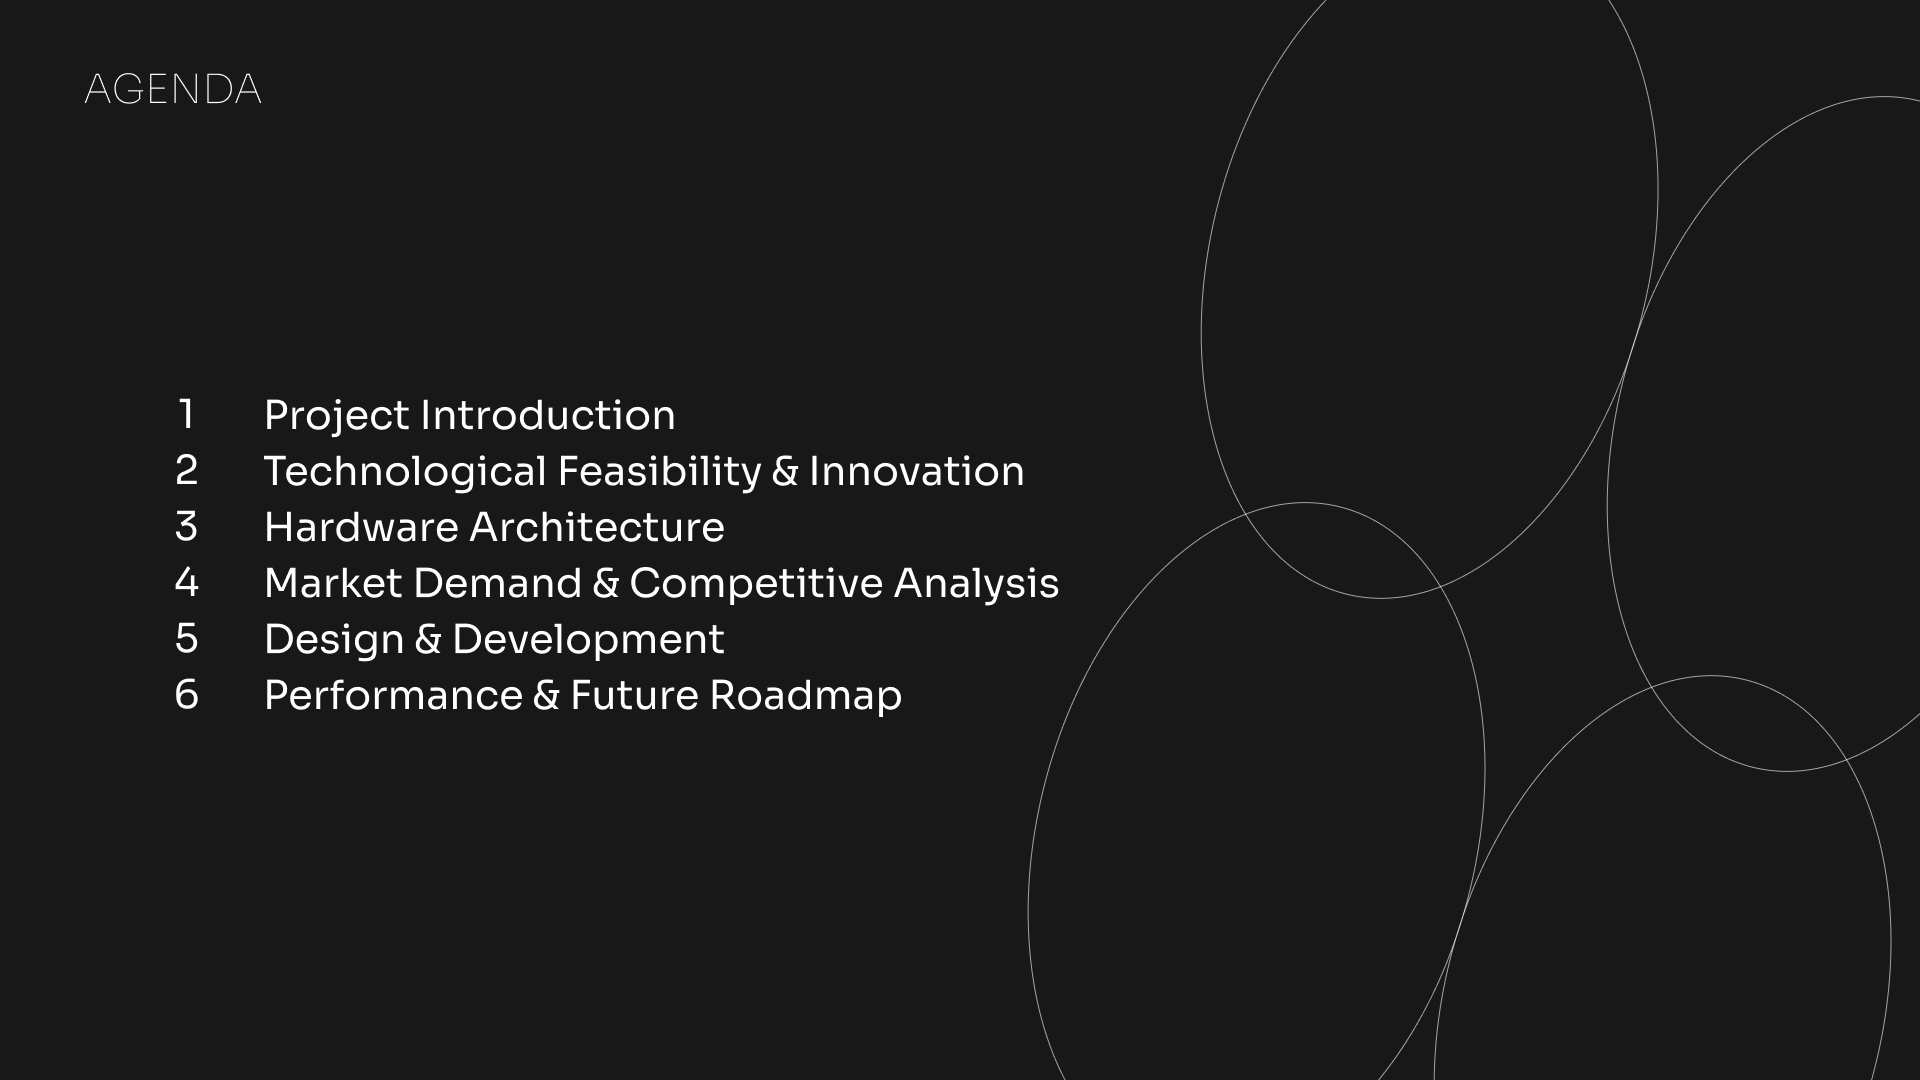 AGENDA
1 Project Introduction
2 Technological Feasibility & Innovation
3 Hardware Architecture
4 Market Demand & Competitive Analysis
5 Design & Development
6 Performance & Future Roadmap